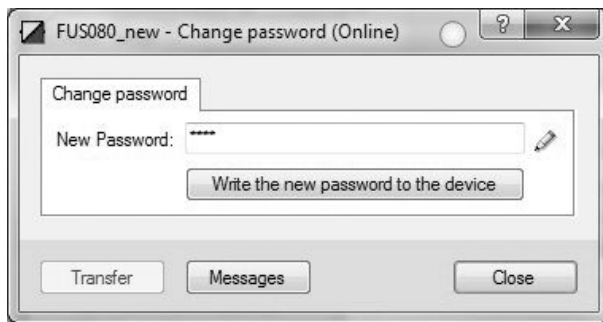 FUS080_new - Change password (Online)
?
X
Change password
New Password: ****
Write the new password to the device
Transfer
Messages
Close